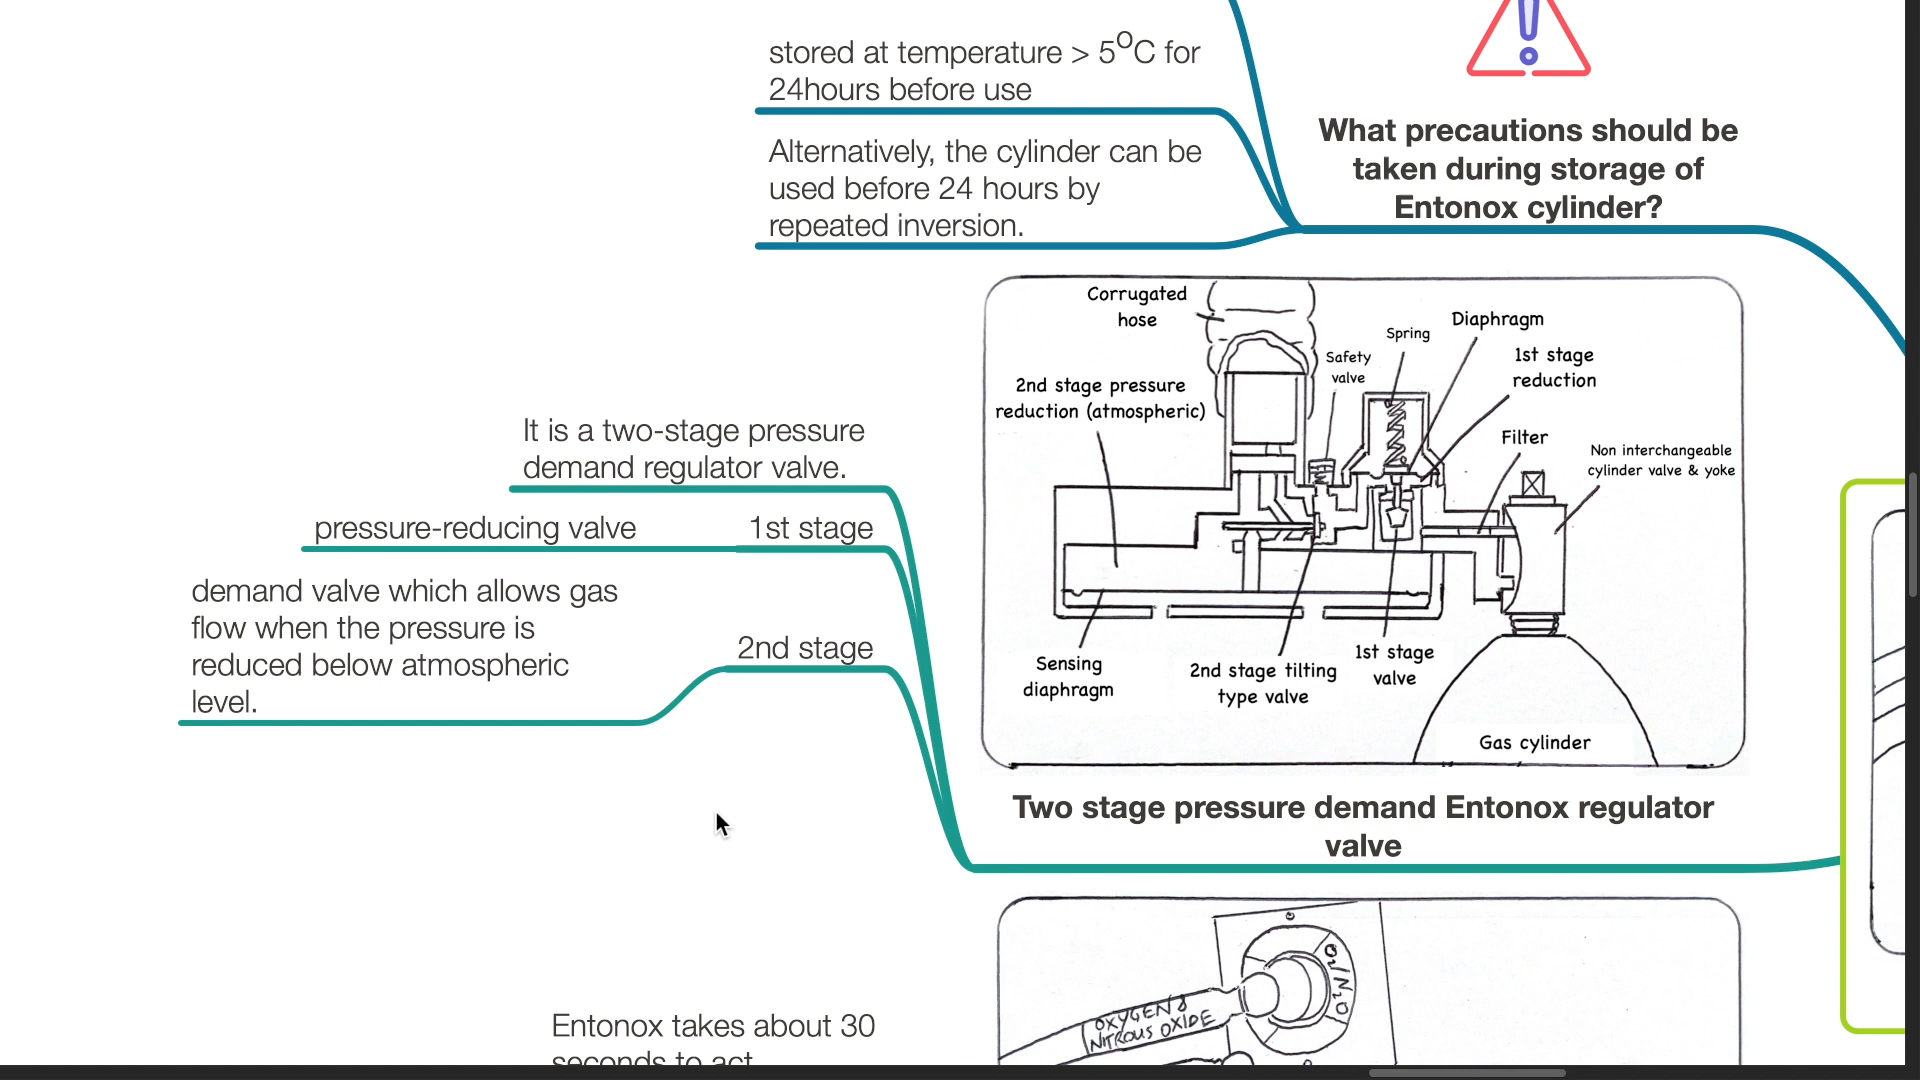 stored at temperature > 5°C for
24hours before use
Alternatively, the cylinder can be
used before 24 hours by
repeated inversion.
What precautions should be
taken during storage of
Entonox cylinder?
It is a two-stage pressure
demand regulator valve.
pressure-reducing valve
1st stage
demand valve which allows gas
flow when the pressure is
reduced below atmospheric
level.
2nd stage
Corrugated
hose
2nd stage pressure
reduction (atmospheric)
Safety
valve
Spring
Diaphragm
1st stage
reduction
Filter
Non interchangeable
cylinder valve & yoke
Sensing
diaphragm
2nd stage tilting
type valve
1st stage
valve
Gas cylinder
Two stage pressure demand Entonox regulator
valve
OXYGEN &
NITROUS OXIDE
O2/N2O
Entonox takes about 30
seconds to act